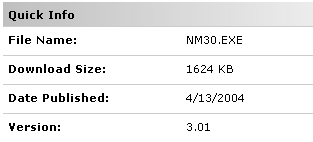 Quick Info
File Name: NM30.EXE
Download Size: 1624 KB
Date Published: 4/13/2004
Version: 3.01